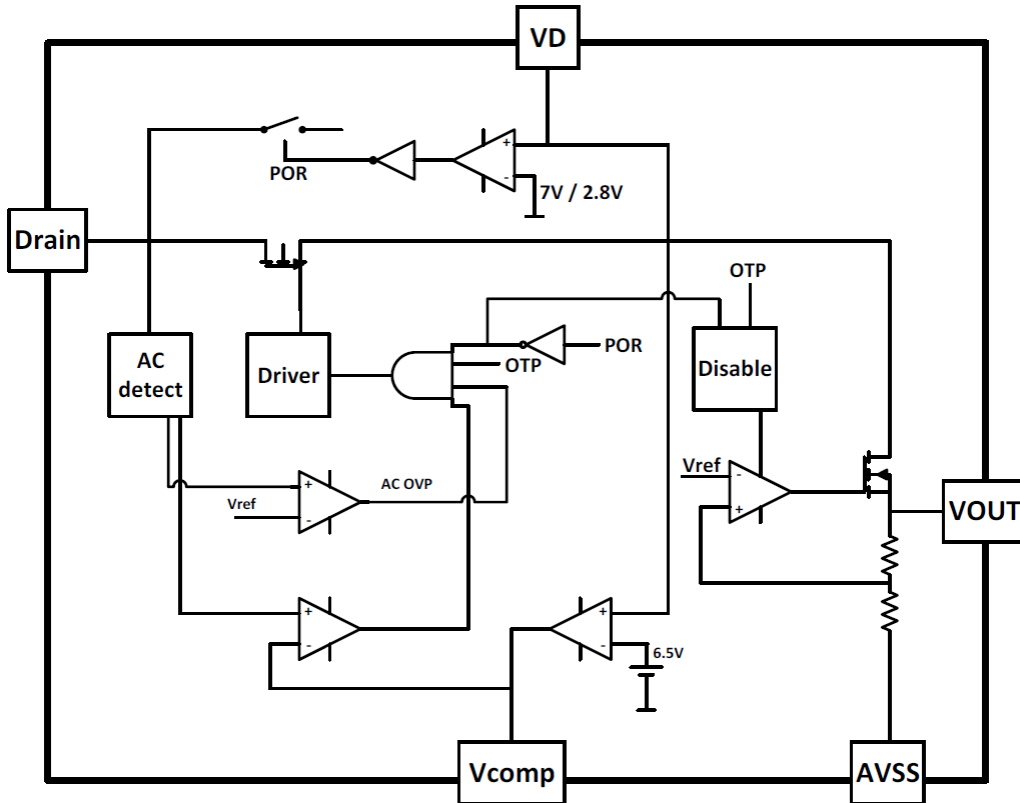 VD
+
-
7V / 2.8V
POR
Drain
OTP
AC
detect
Driver
POR
OTP
Disable
Vref
-
+
+
-
Vref
AC OVP
VOUT
+
-
+
-
6.5V
Vcomp
AVSS